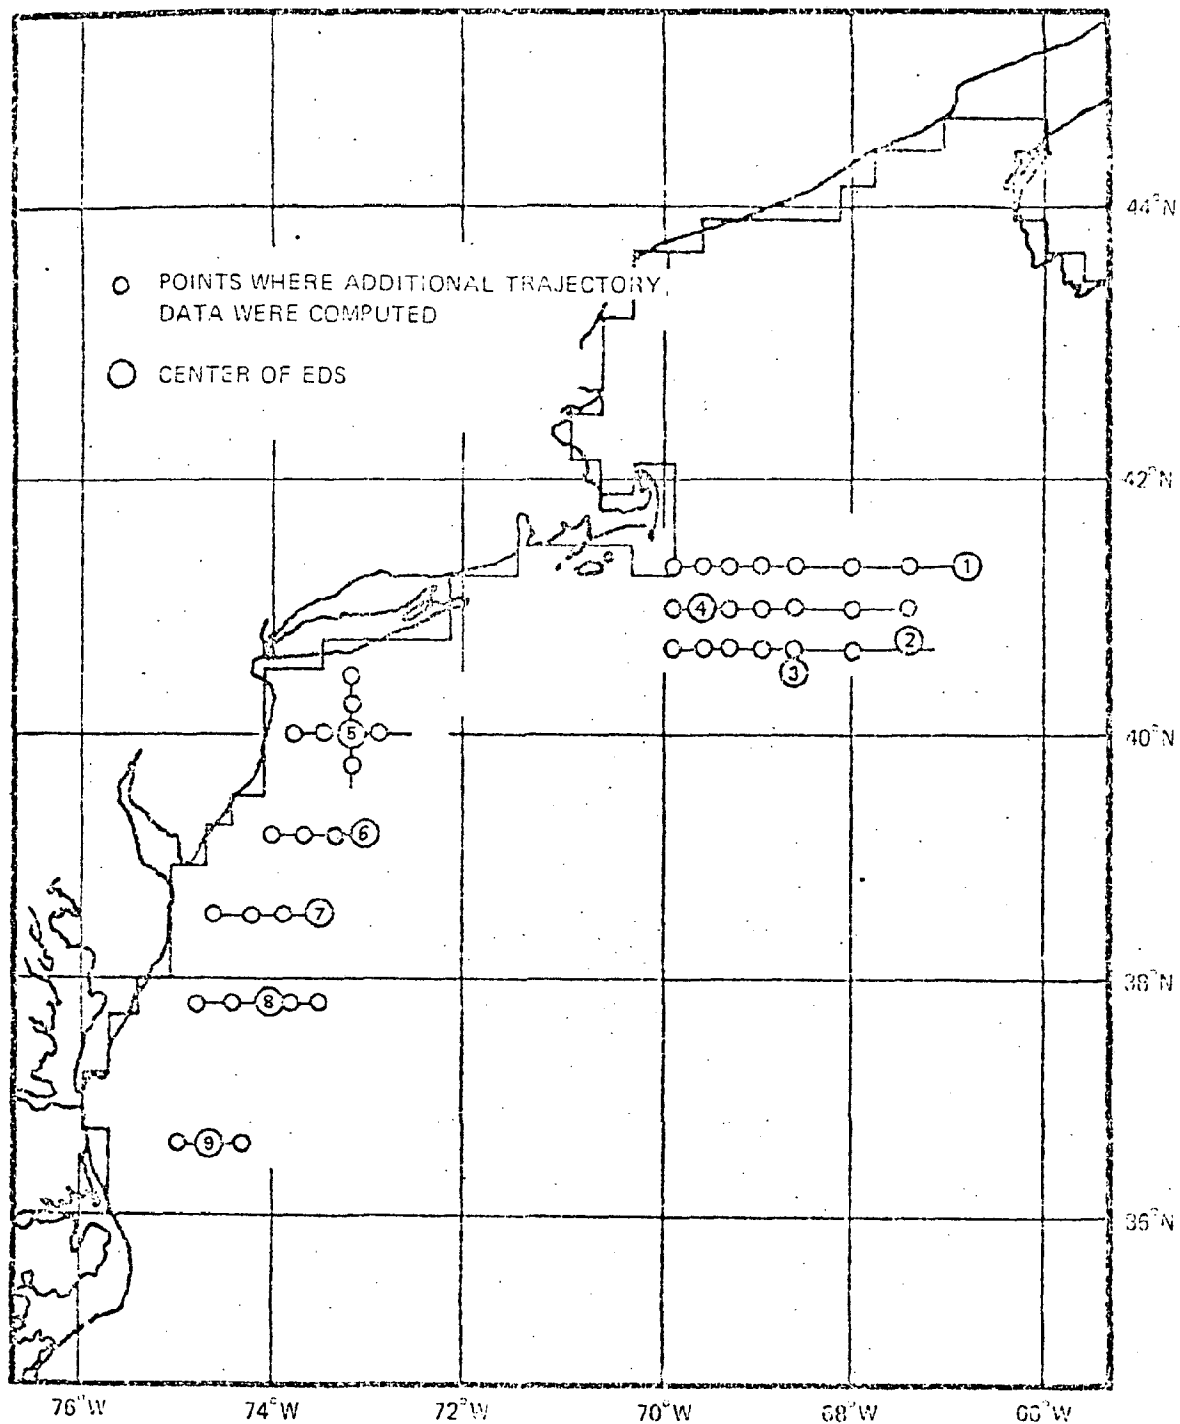 44°N
POINTS WHERE ADDITIONAL TRAJECTORY
DATA WERE COMPUTED
CENTER OF EDS
42°N
1
4
2
3
5
40°N
6
7
38°N
8
9
36°N
76°W
74°W
72°W
70°W
68°W
66°W